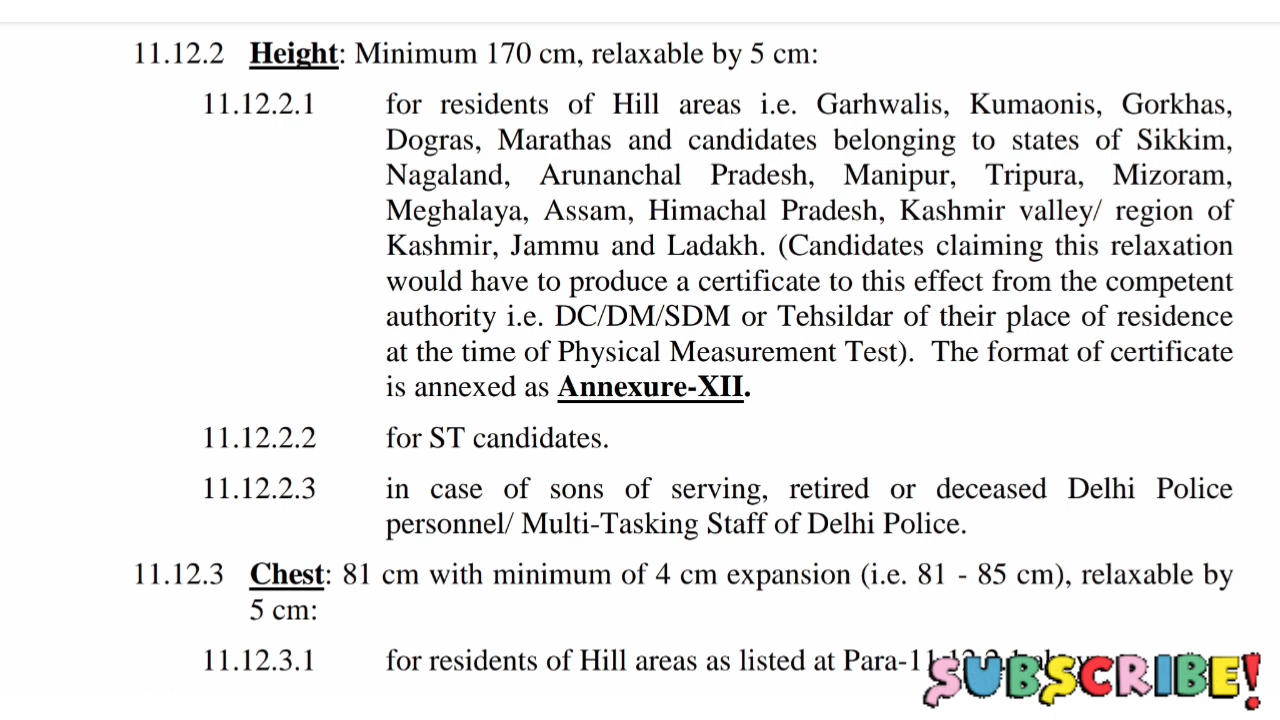 11.12.2 Height: Minimum 170 cm, relaxable by 5 cm:
11.12.2.1 for residents of Hill areas i.e. Garhwalis, Kumaonis, Gorkhas,
Dogras, Marathas and candidates belonging to states of Sikkim,
Nagaland, Arunanchal Pradesh, Manipur, Tripura, Mizoram,
Meghalaya, Assam, Himachal Pradesh, Kashmir valley/ region of
Kashmir, Jammu and Ladakh. (Candidates claiming this relaxation
would have to produce a certificate to this effect from the competent
authority i.e. DC/DM/SDM or Tehsildar of their place of residence
at the time of Physical Measurement Test). The format of certificate
is annexed as Annexure-XII.
11.12.2.2 for ST candidates.
11.12.2.3 in case of sons of serving, retired or deceased Delhi Police
personnel/ Multi-Tasking Staff of Delhi Police.
11.12.3 Chest: 81 cm with minimum of 4 cm expansion (i.e. 81 - 85 cm), relaxable by
5 cm:
11.12.3.1 for residents of Hill areas as listed at
SUBSCRIBE!